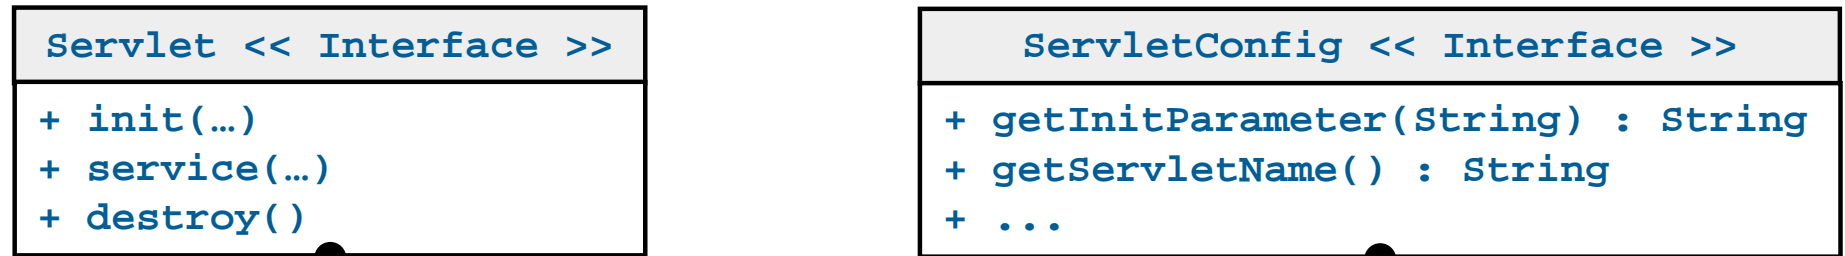 Servlet << Interface >>
+ init(…)
+ service(…)
+ destroy()
ServletConfig << Interface >>
+ getInitParameter(String) : String
+ getServletName() : String
+ ...